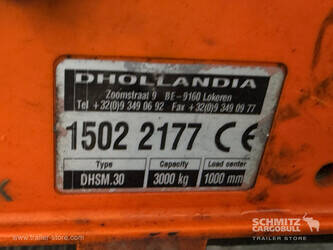 DHOLLANDIA
Zoomstraat 9 BE-9160 Lokeren
Tel +32(0)9 349 06 92 Fax +32(0)9 349 09 77
1502 2177 CE
Type Capacity Load center
DHSM.30 3000 kg 1000 mm
SCHMITZ
CARGOBULL
TRAILER STORE
trailer-store.com